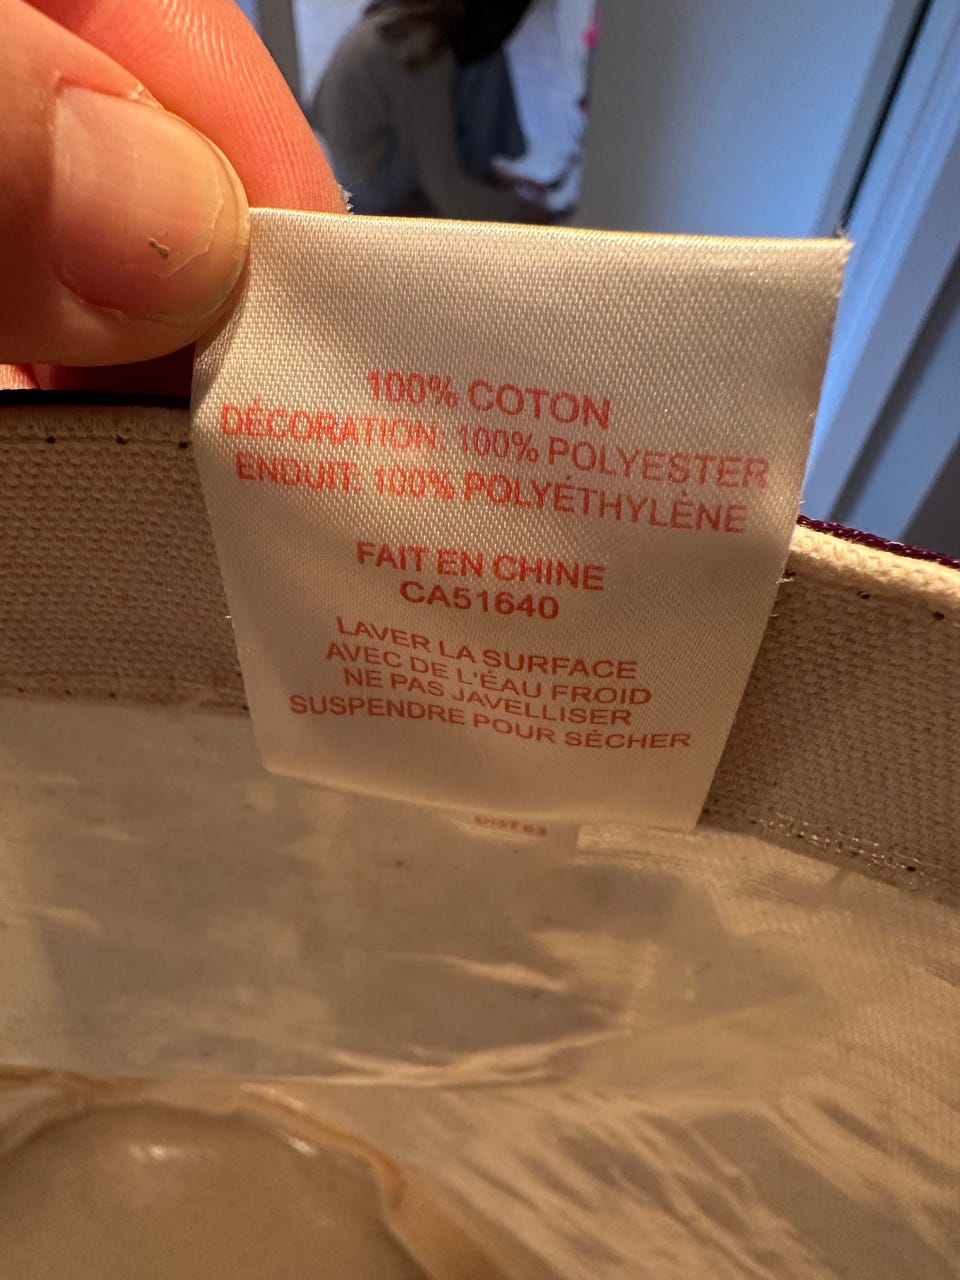 100% COTON
DÉCORATION: 100% POLYESTER
ENDUIT: 100% POLYÉTHYLÈNE
FAIT EN CHINE
CA51640
LAVER LA SURFACE
AVEC DE L'ÉAU FROID
NE PAS JAVELLISER
SUSPENDRE POUR SÉCHER